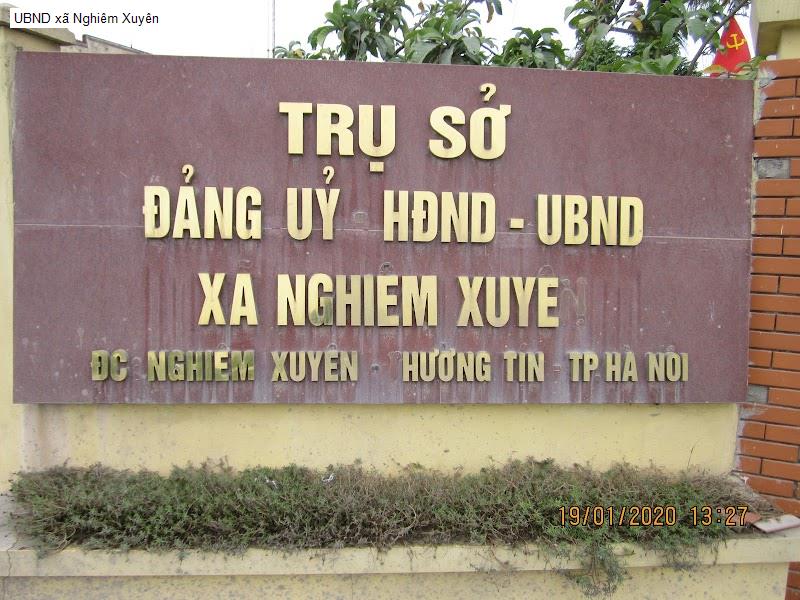 UBND xã Nghiêm Xuyên
TRỤ SỞ
ĐẢNG UỶ HĐND - UBND
XÃ NGHIEM XUYE
ĐC NGHIEM XUYEN HƯƠNG TIN TP HA NOI
19/01/2020 13:27